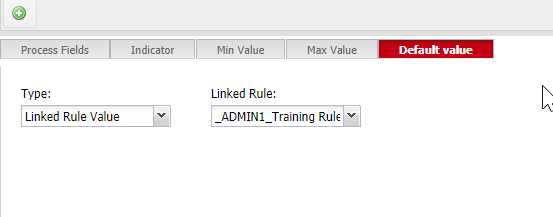 Process Fields Indicator Min Value Max Value Default value
Type: Linked Rule:
Linked Rule Value _ADMIN1_Training Rule